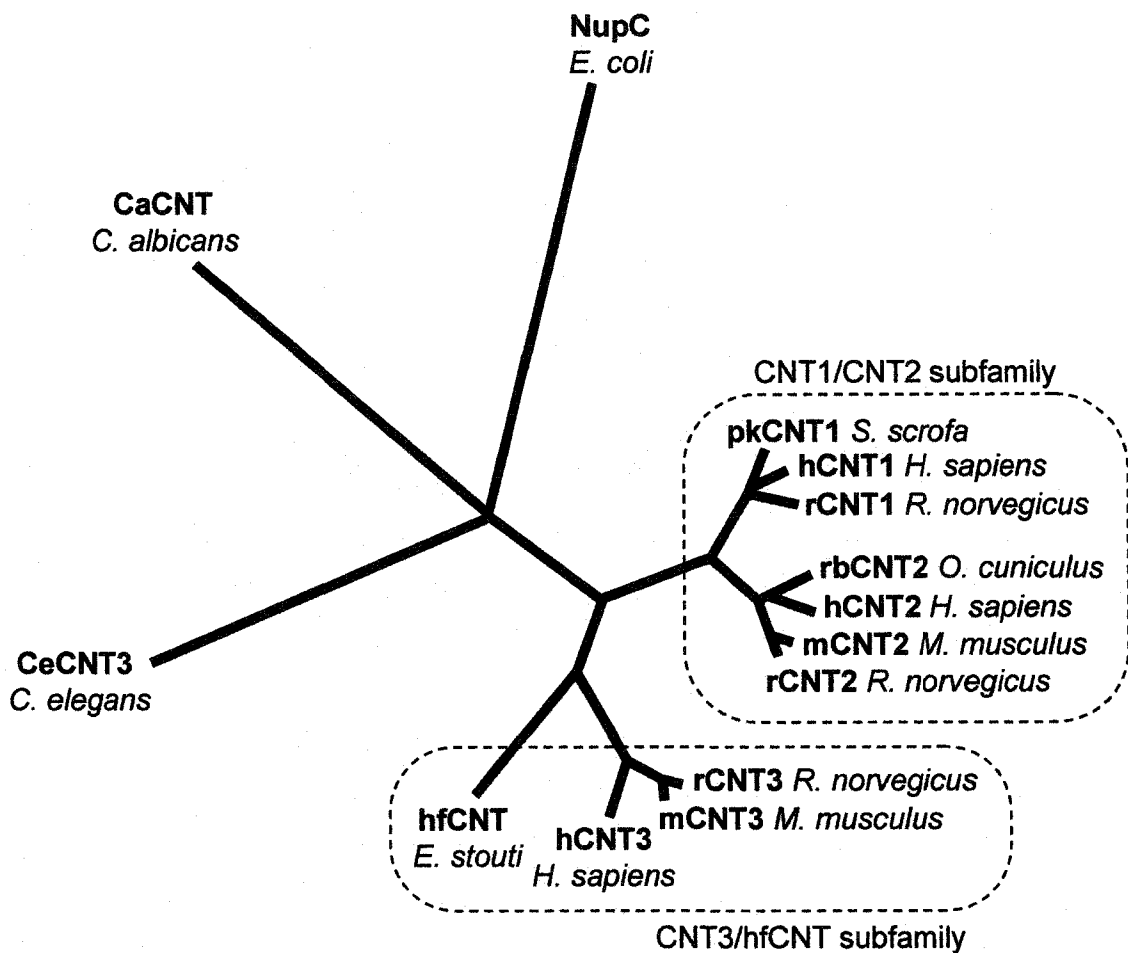 NupC
E. coli
CaCNT
C. albicans
CNT1/CNT2 subfamily
pkCNT1 S. scrofa
hCNT1 H. sapiens
rCNT1 R. norvegicus
rbCNT2 O. cuniculus
hCNT2 H. sapiens
mCNT2 M. musculus
rCNT2 R. norvegicus
CeCNT3
C. elegans
rCNT3 R. norvegicus
mCNT3 M. musculus
hfCNT
E. stouti
hCNT3
H. sapiens
CNT3/hfCNT subfamily